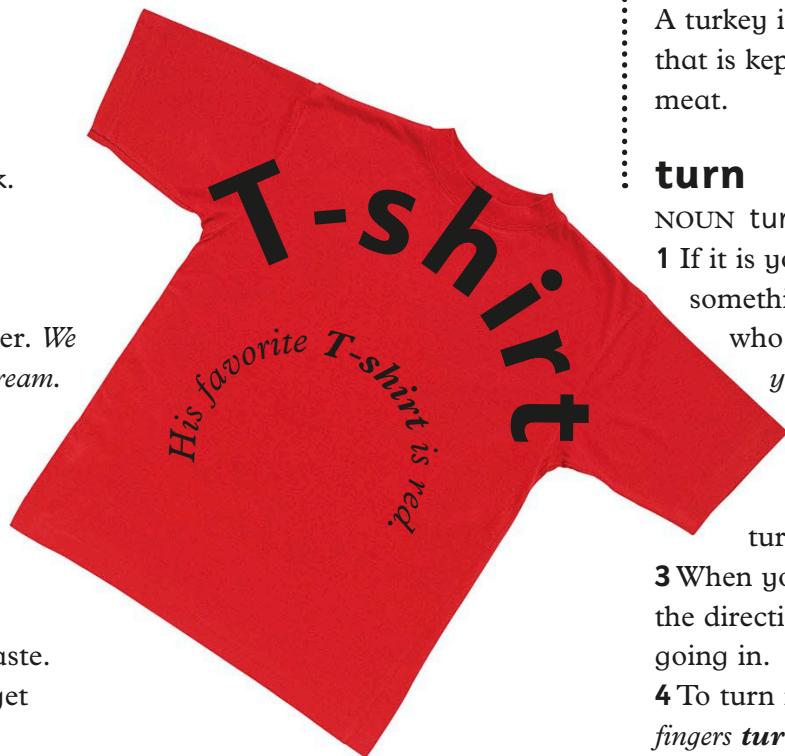 k.
er. We
ream.
aste.
get
T-shirt
His favorite T-shirt is red.
A turkey i
that is kep
meat.
turn
NOUN tur
1 If it is yo
somethi
who
y
tur
3 When yo
the directi
going in.
4 To turn
fingers tur